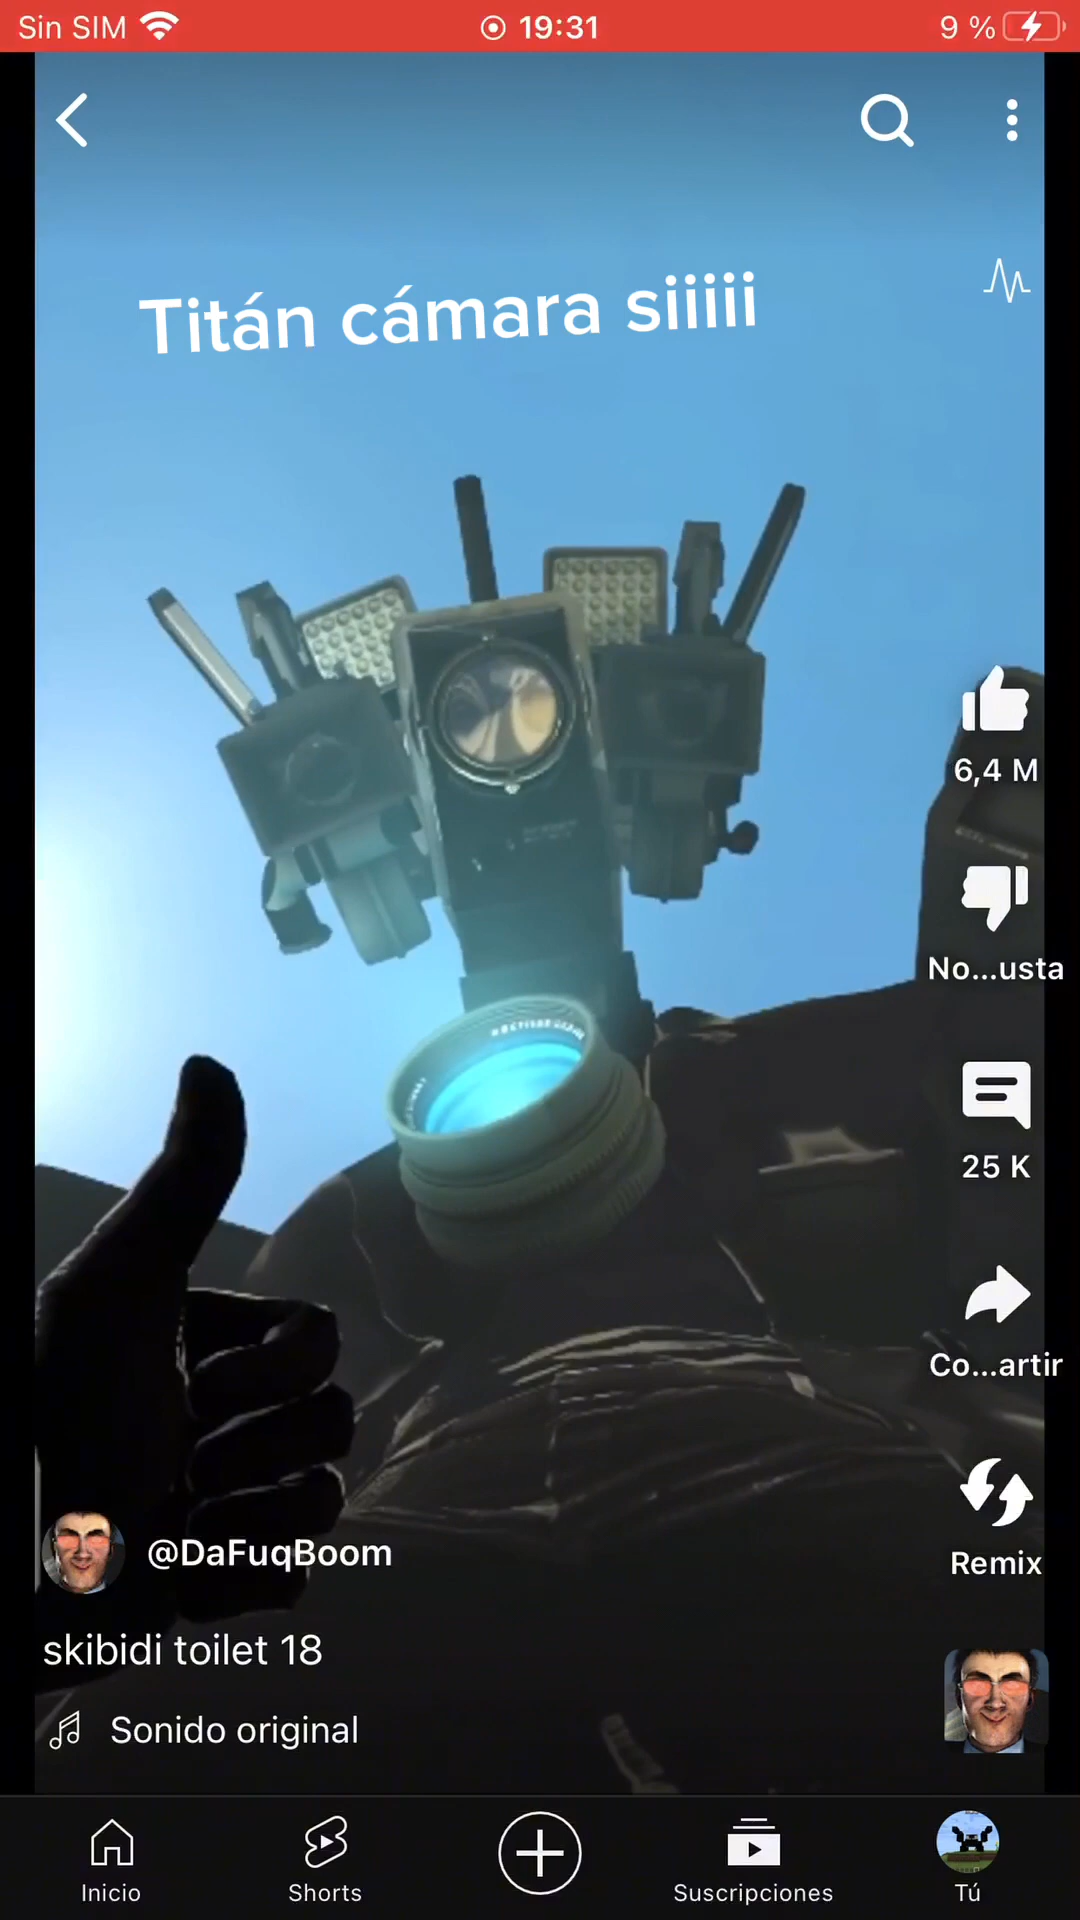 Sin SIM 19:31 9 %
Titán cámara siiiii
6,4 M
No...usta
25 K
Co...artir
Remix
@DaFuqBoom
skibidi toilet 18
Sonido original
Inicio Shorts Suscripciones Tú